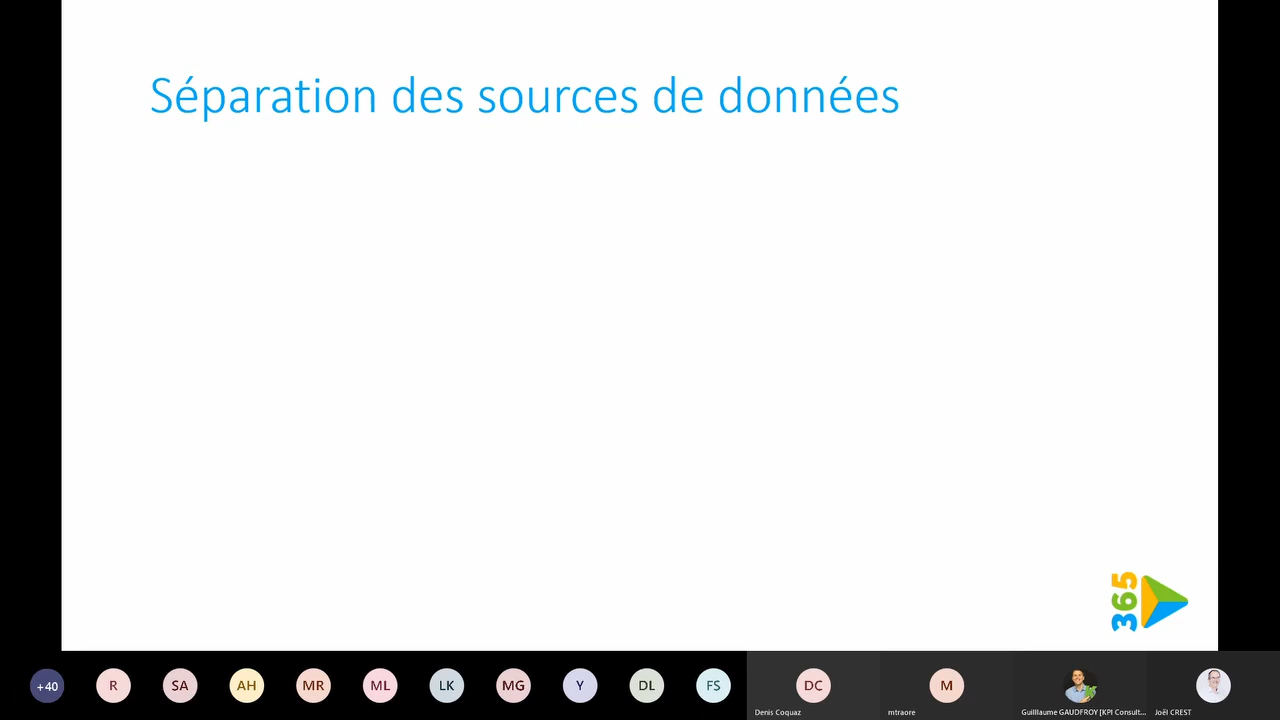 Séparation des sources de données
365
+40
R
SA
AH
MR
ML
LK
MG
Y
DL
FS
DC
M
Denis Coquaz
mtraore
Guilllaume GAUDFROY [KPI Consult...
Joël CREST